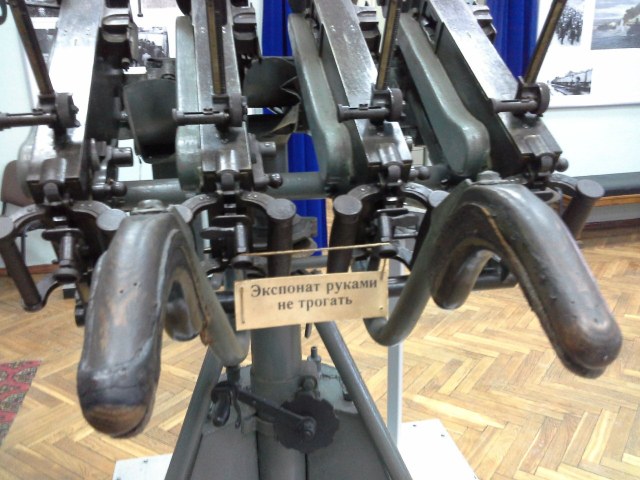 Экспонат руками
не трогать